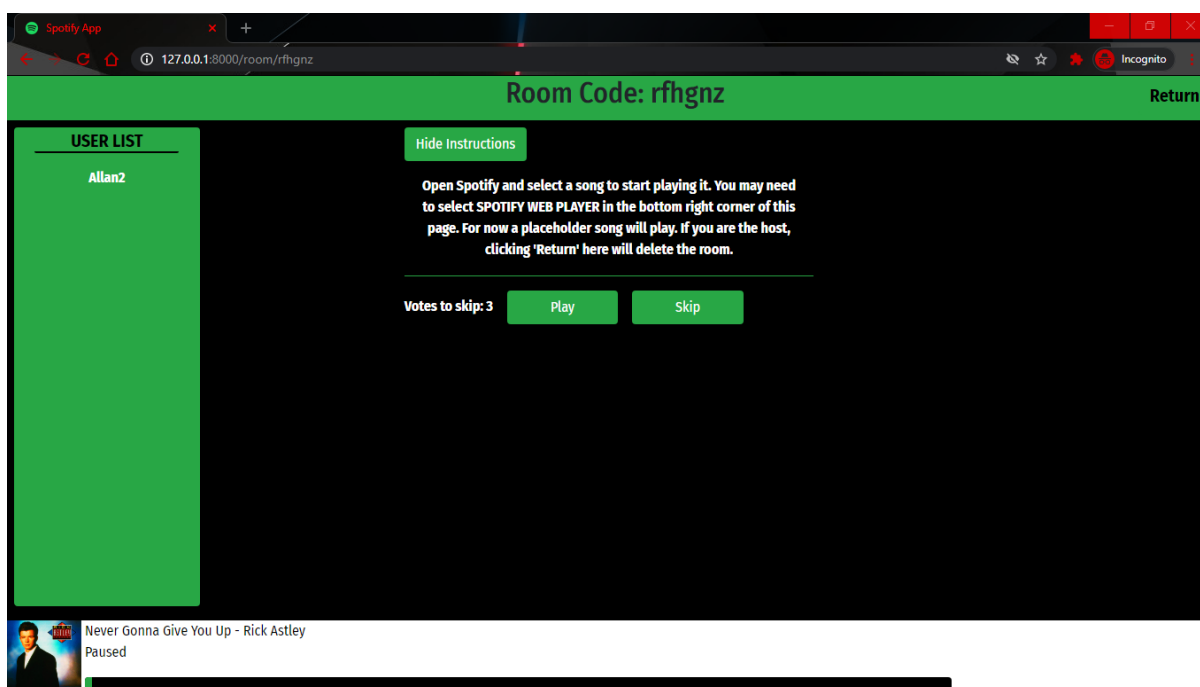 Spotify App
127.0.0.1:8000/room/rfhgnz
Incognito
Room Code: rfhgnz
Return
USER LIST
Allan2
Hide Instructions
Open Spotify and select a song to start playing it. You may need
to select SPOTIFY WEB PLAYER in the bottom right corner of this
page. For now a placeholder song will play. If you are the host,
clicking 'Return' here will delete the room.
Votes to skip: 3
Play
Skip
Never Gonna Give You Up - Rick Astley
Paused